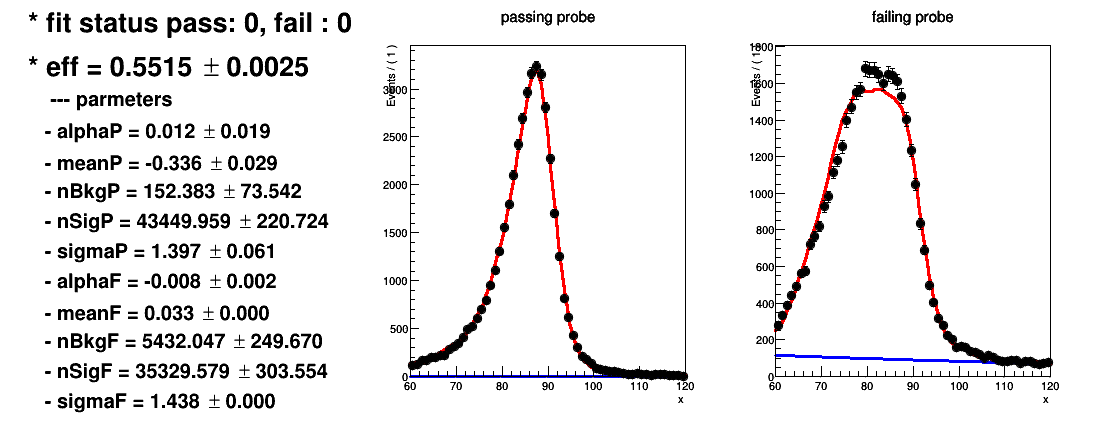 * fit status pass: 0, fail : 0
* eff = 0.5515 ± 0.0025
--- parmeters
- alphaP = 0.012 ± 0.019
- meanP = -0.336 ± 0.029
- nBkgP = 152.383 ± 73.542
- nSigP = 43449.959 ± 220.724
- sigmaP = 1.397 ± 0.061
- alphaF = -0.008 ± 0.002
- meanF = 0.033 ± 0.000
- nBkgF = 5432.047 ± 249.670
- nSigF = 35329.579 ± 303.554
- sigmaF = 1.438 ± 0.000
passing probe
Events / ( 1 )
3000
2500
2000
1500
1000
500
0
60 70 80 90 100 110 120
x
failing probe
Events / ( 1 )
1800
1600
1400
1200
1000
800
600
400
200
0
60 70 80 90 100 110 120
x